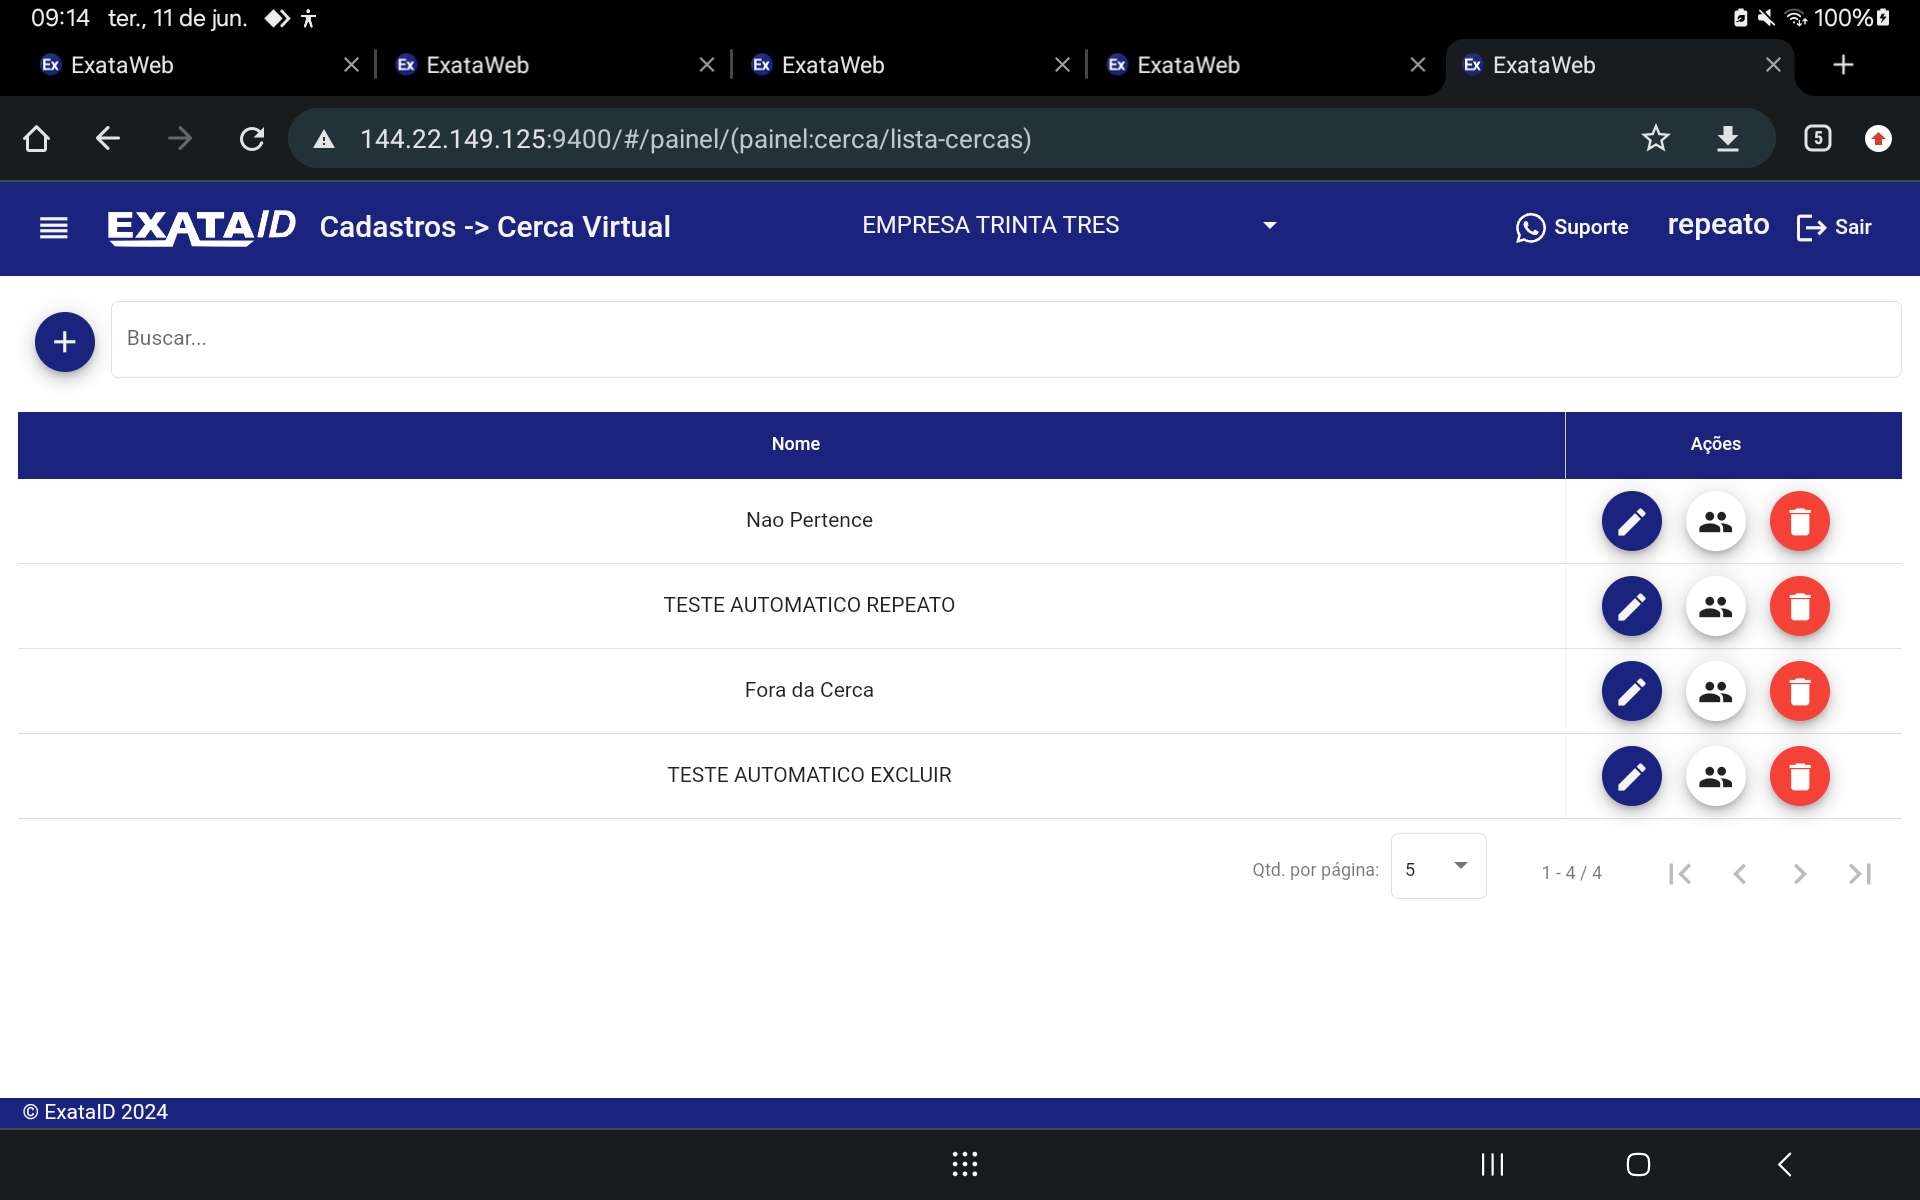 09:14 ter., 11 de jun. 100%
Ex ExataWeb Ex ExataWeb Ex ExataWeb Ex ExataWeb Ex ExataWeb
144.22.149.125:9400/#/painel/(painel:cerca/lista-cercas) 5
EXATAID Cadastros -> Cerca Virtual EMPRESA TRINTA TRES Suporte repeato Sair
Buscar...
Nome Ações
Nao Pertence
TESTE AUTOMATICO REPEATO
Fora da Cerca
TESTE AUTOMATICO EXCLUIR
Qtd. por página: 5 1 - 4 / 4
© ExataID 2024